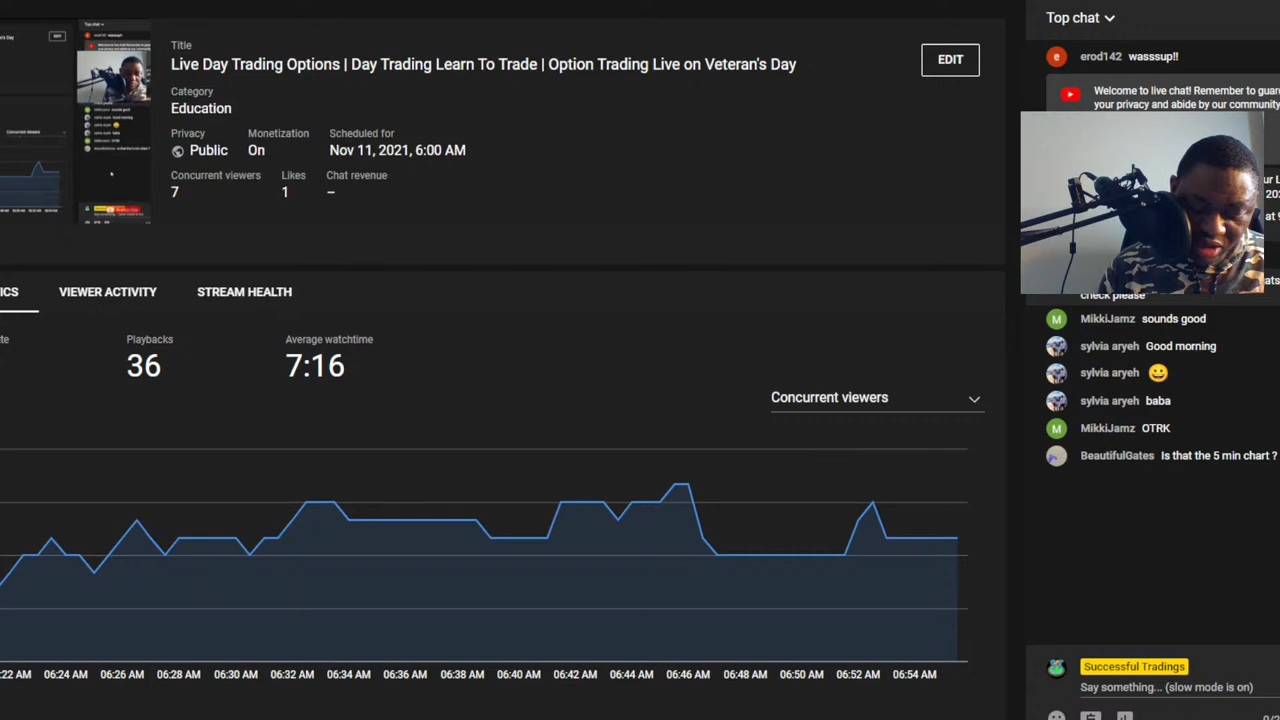 Top chat
Title
Live Day Trading Options | Day Trading Learn To Trade | Option Trading Live on Veteran's Day
EDIT
Category
Education
Privacy Monetization Scheduled for
Public On Nov 11, 2021, 6:00 AM
Concurrent viewers Likes Chat revenue
7 1 –
ICS VIEWER ACTIVITY STREAM HEALTH
Playbacks Average watchtime
36 7:16
Concurrent viewers
:22 AM 06:24 AM 06:26 AM 06:28 AM 06:30 AM 06:32 AM 06:34 AM 06:36 AM 06:38 AM 06:40 AM 06:42 AM 06:44 AM 06:46 AM 06:48 AM 06:50 AM 06:52 AM 06:54 AM
Top chat
erod142 wasssup!!
Welcome to live chat! Remember to guard
your privacy and abide by our community
check please
MikkiJamz sounds good
sylvia aryeh Good morning
sylvia aryeh 😀
sylvia aryeh baba
MikkiJamz OTRK
BeautifulGates Is that the 5 min chart ?
Successful Tradings
Say something... (slow mode is on)